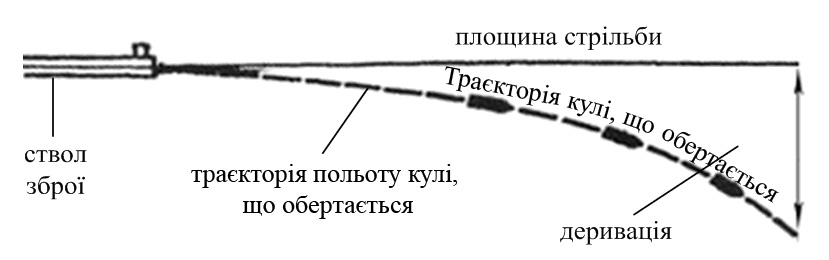 площина стрільби
Траєкторія кулі, що обертається
ствол
зброї
траєкторія польоту кулі,
що обертається
деривація